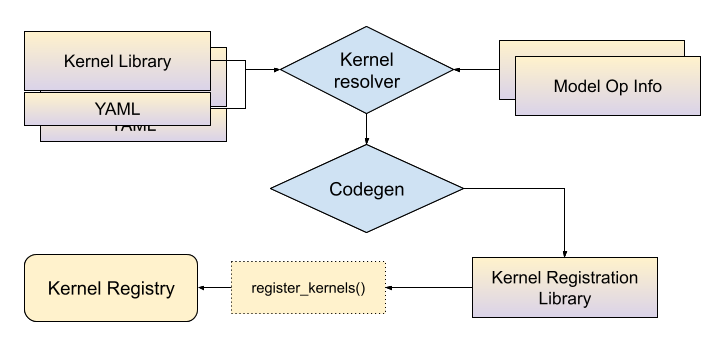 Kernel Library
YAML
YAML
Kernel
resolver
Model Op Info
Codegen
Kernel Registry
register_kernels()
Kernel Registration
Library